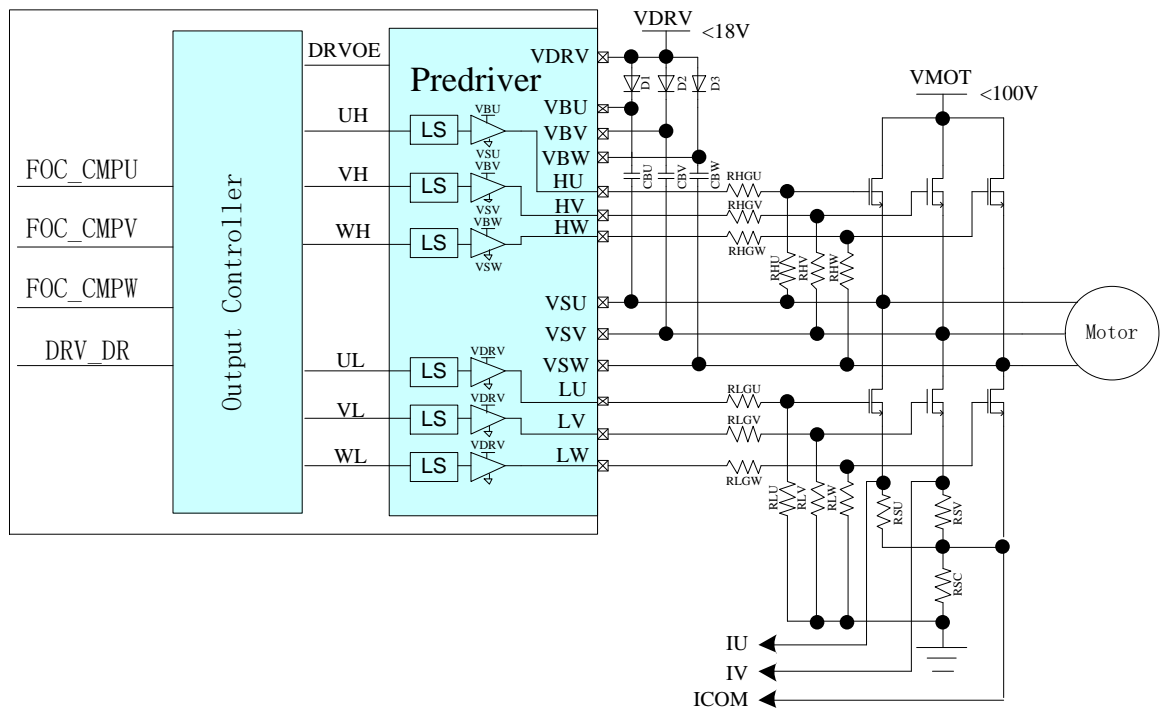 VDRV
<18V
DRVOE
VDRV
D1
D2
D3
Predriver
VMOT
<100V
VBU
VBU
UH
LS
VSU
VBV
VBV
VBW
CBU
CBV
CBW
FOC_CMPU
VH
LS
VSV
VBW
HU
RHGU
HV
RHGV
HW
RHGW
FOC_CMPV
WH
LS
VSW
RHU
RHV
RHW
FOC_CMPW
VSU
VSV
Motor
DRV_DR
Output Controller
VSW
UL
LS
VDRV
LU
RLGU
VL
LS
VDRV
LV
RLGV
WL
LS
VDRV
LW
RLGW
RLU
RLV
RLW
RSU
RSV
RSC
IU
IV
ICOM